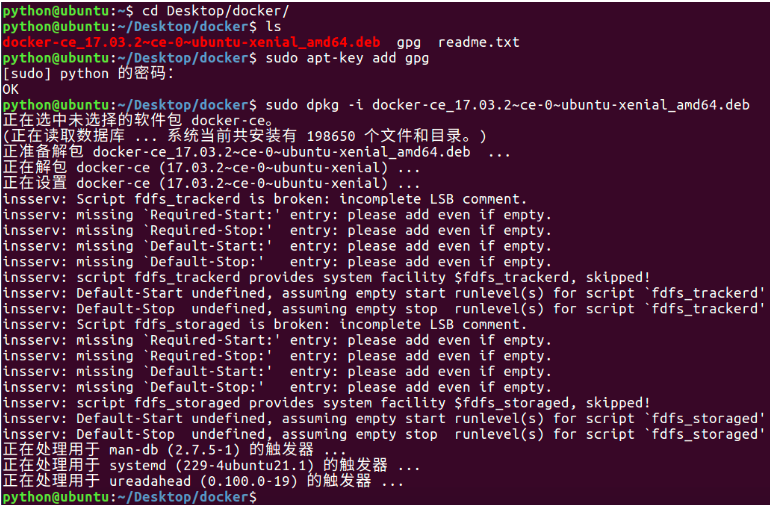 python@ubuntu:~$ cd Desktop/docker/
python@ubuntu:~/Desktop/docker$ ls
docker-ce_17.03.2~ce-0~ubuntu-xenial_amd64.deb  gpg  readme.txt
python@ubuntu:~/Desktop/docker$ sudo apt-key add gpg
[sudo] python 的密码：
OK
python@ubuntu:~/Desktop/docker$ sudo dpkg -i docker-ce_17.03.2~ce-0~ubuntu-xenial_amd64.deb
正在选中未选择的软件包 docker-ce。
(正在读取数据库 ... 系统当前共安装有 198650 个文件和目录。)
正准备解包 docker-ce_17.03.2~ce-0~ubuntu-xenial_amd64.deb  ...
正在解包 docker-ce (17.03.2~ce-0~ubuntu-xenial) ...
正在设置 docker-ce (17.03.2~ce-0~ubuntu-xenial) ...
insserv: Script fdfs_trackerd is broken: incomplete LSB comment.
insserv: missing `Required-Start:' entry: please add even if empty.
insserv: missing `Required-Stop:'  entry: please add even if empty.
insserv: missing `Default-Start:' entry: please add even if empty.
insserv: missing `Default-Stop:'   entry: please add even if empty.
insserv: script fdfs_trackerd provides system facility $fdfs_trackerd, skipped!
insserv: Default-Start undefined, assuming empty start runlevel(s) for script `fdfs_trackerd'
insserv: Default-Stop  undefined, assuming empty stop  runlevel(s) for script `fdfs_trackerd'
insserv: Script fdfs_storaged is broken: incomplete LSB comment.
insserv: missing `Required-Start:' entry: please add even if empty.
insserv: missing `Required-Stop:'  entry: please add even if empty.
insserv: missing `Default-Start:' entry: please add even if empty.
insserv: missing `Default-Stop:'   entry: please add even if empty.
insserv: script fdfs_storaged provides system facility $fdfs_storaged, skipped!
insserv: Default-Start undefined, assuming empty start runlevel(s) for script `fdfs_storaged'
insserv: Default-Stop  undefined, assuming empty stop  runlevel(s) for script `fdfs_storaged'
正在处理用于 man-db (2.7.5-1) 的触发器 ...
正在处理用于 systemd (229-4ubuntu21.1) 的触发器 ...
正在处理用于 ureadahead (0.100.0-19) 的触发器 ...
python@ubuntu:~/Desktop/docker$